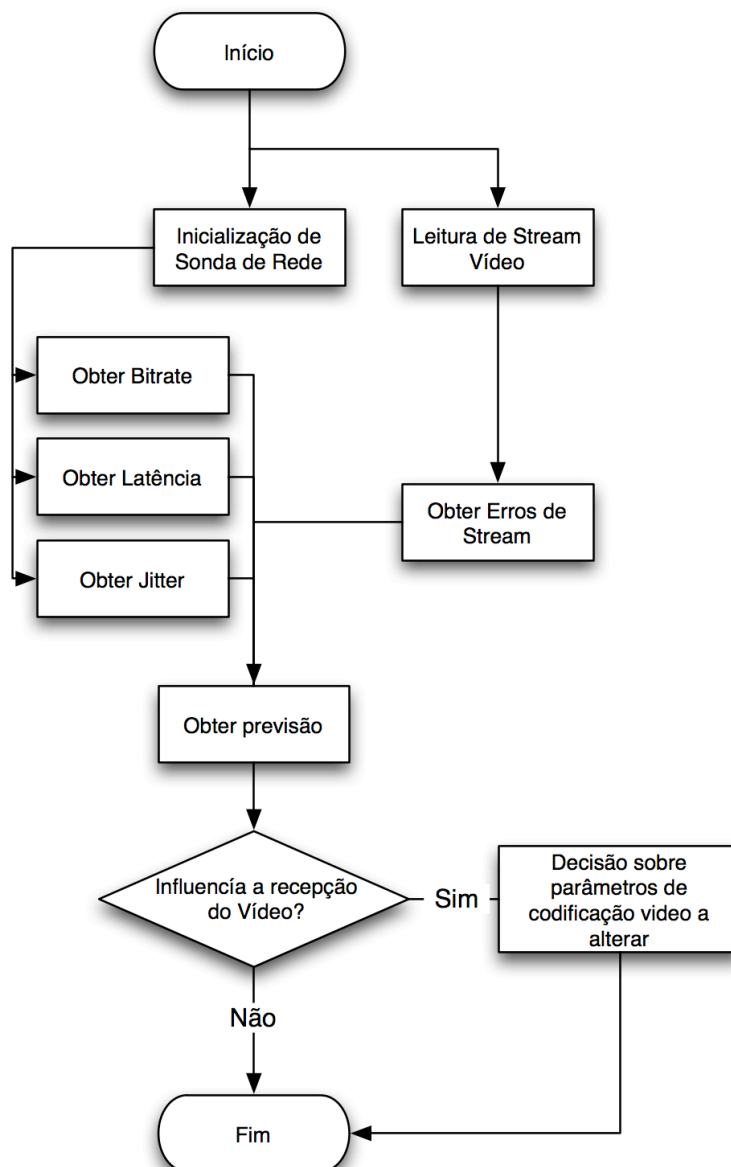 Início
Inicialização de
Sonda de Rede
Leitura de Stream
Vídeo
Obter Bitrate
Obter Latência
Obter Erros de
Stream
Obter Jitter
Obter previsão
Influencía a recepção
do Vídeo?
Sim
Decisão sobre
parâmetros de
codificação video a
alterar
Não
Fim